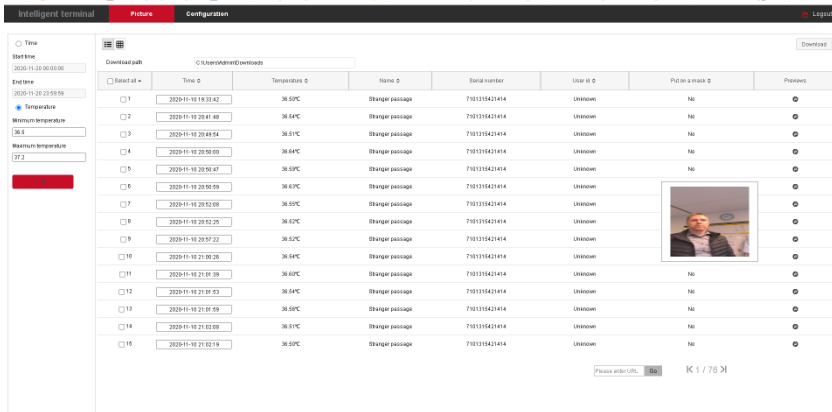 Intelligent terminal Picture Configuration Logout
Time
Start time
2020-11-20 00:00:00
End time
2020-11-20 23:59:59
Temperature
Minimum temperature
36.5
Maximum temperature
37.2
Download
Download path C:\Users\Admin\Downloads
Select all Time Temperature Name Serial number User id Put on a mask Previews
1 2020-11-10 19:33:42 36.50℃ Stranger passage 7101315421414 Unknown No
2 2020-11-10 20:41:40 36.54℃ Stranger passage 7101315421414 Unknown No
3 2020-11-10 20:49:54 36.51℃ Stranger passage 7101315421414 Unknown No
4 2020-11-10 20:50:00 36.64℃ Stranger passage 7101315421414 Unknown No
5 2020-11-10 20:50:47 36.50℃ Stranger passage 7101315421414 Unknown No
6 2020-11-10 20:50:59 36.63℃ Stranger passage 7101315421414 Unknown
7 2020-11-10 20:52:08 36.55℃ Stranger passage 7101315421414 Unknown
8 2020-11-10 20:52:25 36.62℃ Stranger passage 7101315421414 Unknown
9 2020-11-10 20:57:22 36.52℃ Stranger passage 7101315421414 Unknown
10 2020-11-10 21:00:26 36.54℃ Stranger passage 7101315421414 Unknown
11 2020-11-10 21:01:39 36.60℃ Stranger passage 7101315421414 Unknown No
12 2020-11-10 21:01:53 36.54℃ Stranger passage 7101315421414 Unknown No
13 2020-11-10 21:01:59 36.56℃ Stranger passage 7101315421414 Unknown No
14 2020-11-10 21:02:09 36.51℃ Stranger passage 7101315421414 Unknown No
15 2020-11-10 21:02:19 36.50℃ Stranger passage 7101315421414 Unknown No
Please enter URL Go 1 / 76